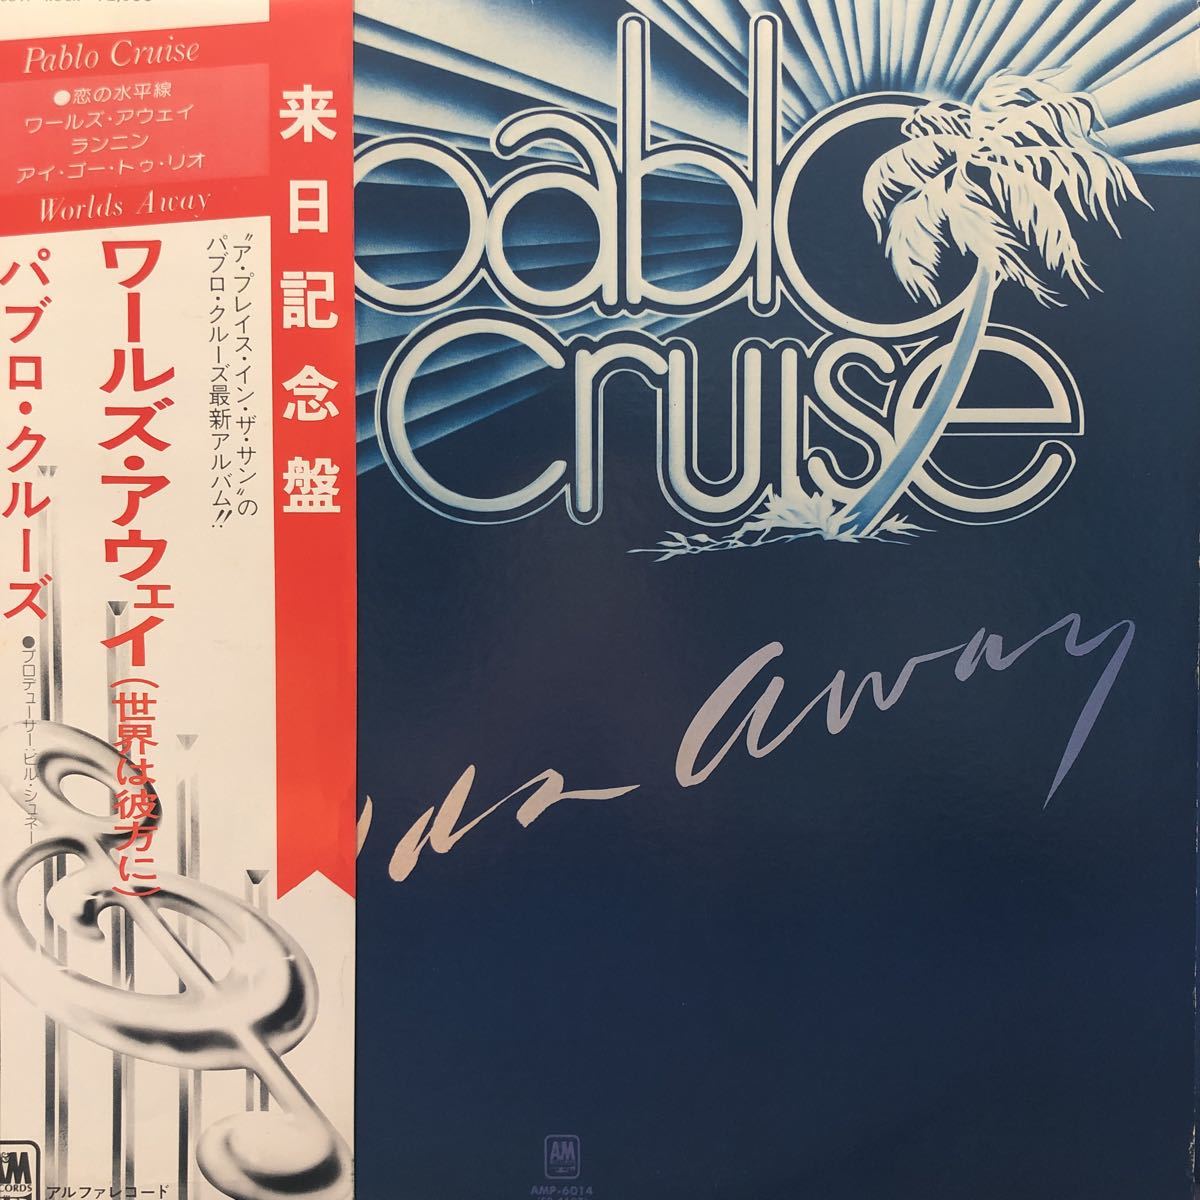 Pablo Cruise
●恋の水平線
ワールズ・アウェイ
ランニン
アイ・ゴー・トゥ・リオ
Worlds Away
来日記念盤
"ア・プレイス・イン・ザ・サン"の
パブロ・クルーズ最新アルバム!!
ワールズ・アウェイ(世界は彼方に)
パブロ・クルーズ
●プロデューサー:ビル・シュネー
アルファレコード
pablo
cruise
lds Away
A&M
AMP-6014